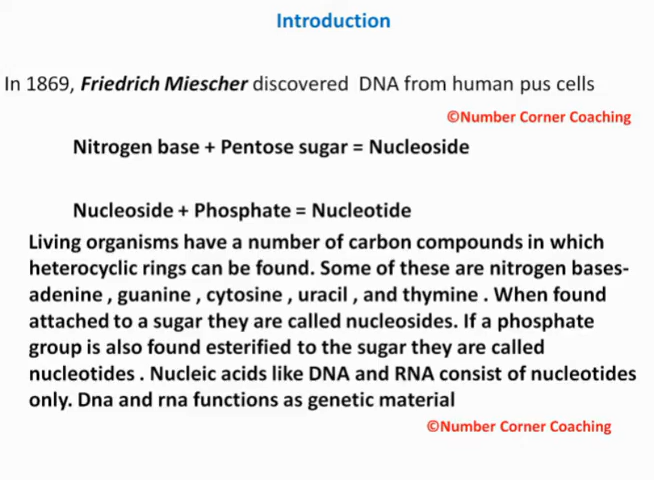 Introduction
In 1869, Friedrich Miescher discovered DNA from human pus cells
©Number Corner Coaching
Nitrogen base + Pentose sugar = Nucleoside
Nucleoside + Phosphate = Nucleotide
Living organisms have a number of carbon compounds in which
heterocyclic rings can be found. Some of these are nitrogen bases-
adenine , guanine , cytosine , uracil , and thymine . When found
attached to a sugar they are called nucleosides. If a phosphate
group is also found esterified to the sugar they are called
nucleotides . Nucleic acids like DNA and RNA consist of nucleotides
only. Dna and rna functions as genetic material
©Number Corner Coaching